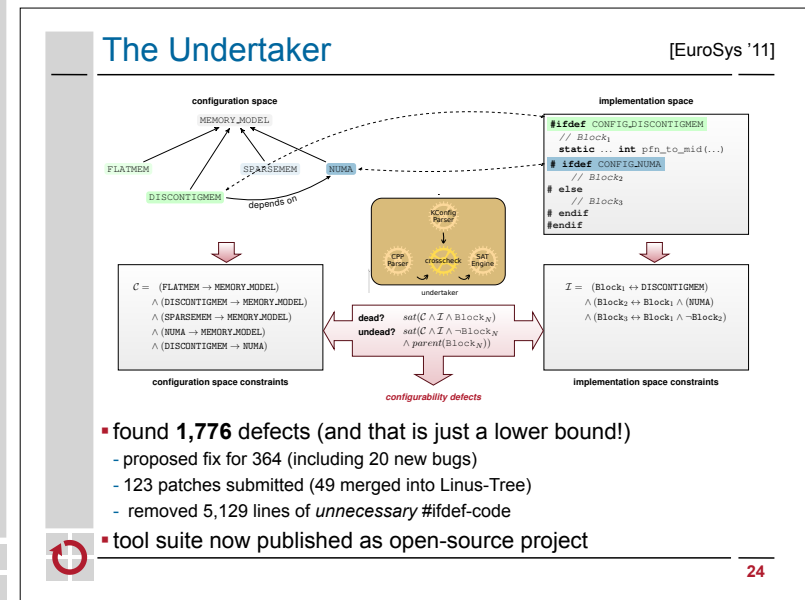 The Undertaker
[EuroSys '11]
configuration space
MEMORY_MODEL
FLATMEM
SPARSEMEM
NUMA
DISCONTIGMEM
depends on
implementation space
#ifdef CONFIG_DISCONTIGMEM
// Block₁
static ... int pfn_to_mid(...)
# ifdef CONFIG_NUMA
// Block₂
# else
// Block₃
# endif
#endif
KConfig
Parser
CPP
Parser
crosscheck
SAT
Engine
undertaker
C = (FLATMEM → MEMORY_MODEL)
∧ (DISCONTIGMEM → MEMORY_MODEL)
∧ (SPARSEMEM → MEMORY_MODEL)
∧ (NUMA → MEMORY_MODEL)
∧ (DISCONTIGMEM → NUMA)
configuration space constraints
dead? sat(C ∧ I ∧ Block_N)
undead? sat(C ∧ I ∧ ¬Block_N
∧ parent(Block_N))
configurability defects
I = (Block₁ ↔ DISCONTIGMEM)
∧ (Block₂ ↔ Block₁ ∧ (NUMA)
∧ (Block₃ ↔ Block₁ ∧ ¬Block₂)
implementation space constraints
▪ found 1,776 defects (and that is just a lower bound!)
- proposed fix for 364 (including 20 new bugs)
- 123 patches submitted (49 merged into Linus-Tree)
- removed 5,129 lines of unnecessary #ifdef-code
▪ tool suite now published as open-source project
24